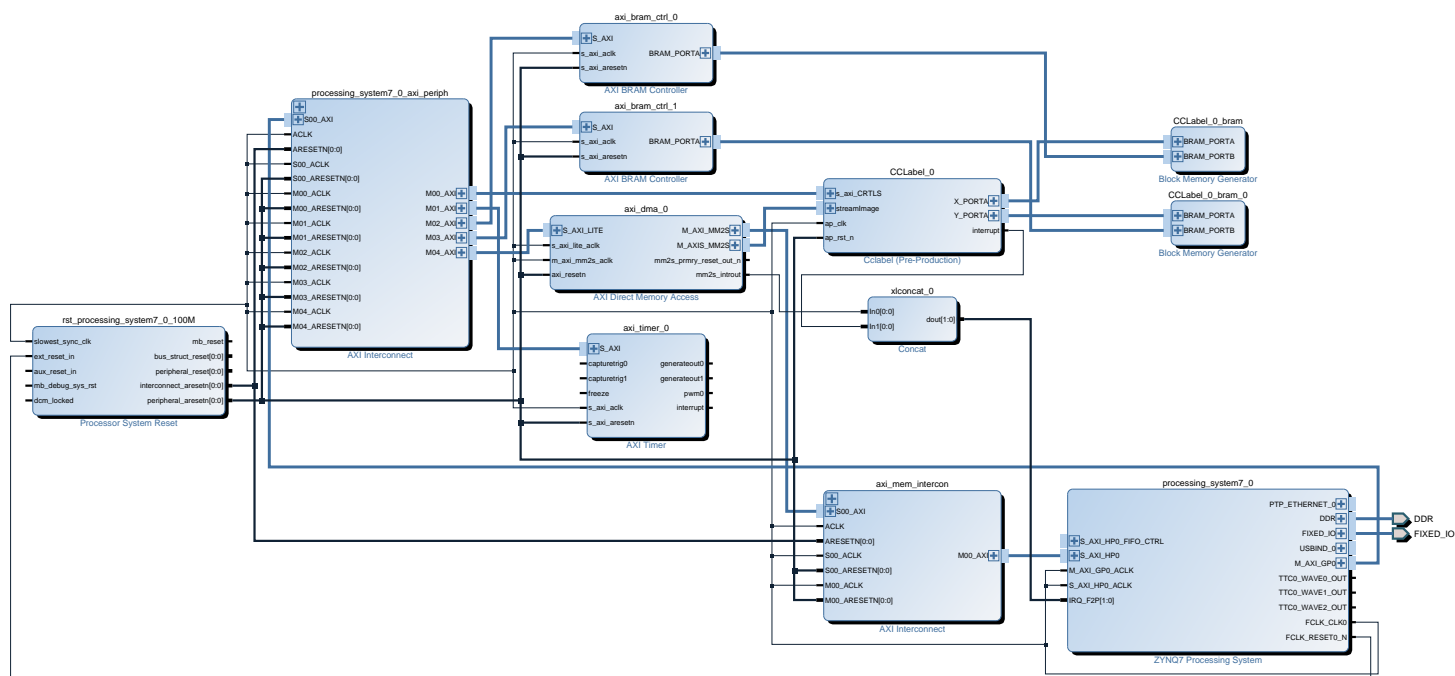 axi_bram_ctrl_0
S_AXI
s_axi_aclk
s_axi_aresetn
BRAM_PORTA
AXI BRAM Controller
processing_system7_0_axi_periph
S00_AXI
ACLK
ARESETN[0:0]
S00_ACLK
S00_ARESETN[0:0]
M00_ACLK
M00_ARESETN[0:0]
M01_ACLK
M01_ARESETN[0:0]
M02_ACLK
M02_ARESETN[0:0]
M03_ACLK
M03_ARESETN[0:0]
M04_ACLK
M04_ARESETN[0:0]
M00_AXI
M01_AXI
M02_AXI
M03_AXI
M04_AXI
AXI Interconnect
axi_bram_ctrl_1
S_AXI
s_axi_aclk
s_axi_aresetn
BRAM_PORTA
AXI BRAM Controller
CCLabel_0_bram
BRAM_PORTA
BRAM_PORTB
Block Memory Generator
CCLabel_0
s_axi_CRTLS
streamImage
ap_clk
ap_rst_n
X_PORTA
Y_PORTA
interrupt
Cclabel (Pre-Production)
CCLabel_0_bram_0
BRAM_PORTA
BRAM_PORTB
Block Memory Generator
axi_dma_0
S_AXI_LITE
s_axi_lite_aclk
m_axi_mm2s_aclk
axi_resetn
M_AXI_MM2S
M_AXIS_MM2S
mm2s_prmry_reset_out_n
mm2s_introut
AXI Direct Memory Access
xlconcat_0
In0[0:0]
In1[0:0]
dout[1:0]
Concat
rst_processing_system7_0_100M
slowest_sync_clk
ext_reset_in
aux_reset_in
mb_debug_sys_rst
dcm_locked
mb_reset
bus_struct_reset[0:0]
peripheral_reset[0:0]
interconnect_aresetn[0:0]
peripheral_aresetn[0:0]
Processor System Reset
axi_timer_0
S_AXI
capturetrig0
capturetrig1
freeze
s_axi_aclk
s_axi_aresetn
generateout0
generateout1
pwm0
interrupt
AXI Timer
axi_mem_intercon
S00_AXI
ACLK
ARESETN[0:0]
S00_ACLK
S00_ARESETN[0:0]
M00_ACLK
M00_ARESETN[0:0]
M00_AXI
AXI Interconnect
processing_system7_0
S_AXI_HP0_FIFO_CTRL
S_AXI_HP0
M_AXI_GP0_ACLK
S_AXI_HP0_ACLK
IRQ_F2P[1:0]
PTP_ETHERNET_0
DDR
FIXED_IO
USBIND_0
M_AXI_GP0
TTC0_WAVE0_OUT
TTC0_WAVE1_OUT
TTC0_WAVE2_OUT
FCLK_CLK0
FCLK_RESET0_N
ZYNQ7 Processing System
DDR
FIXED_IO